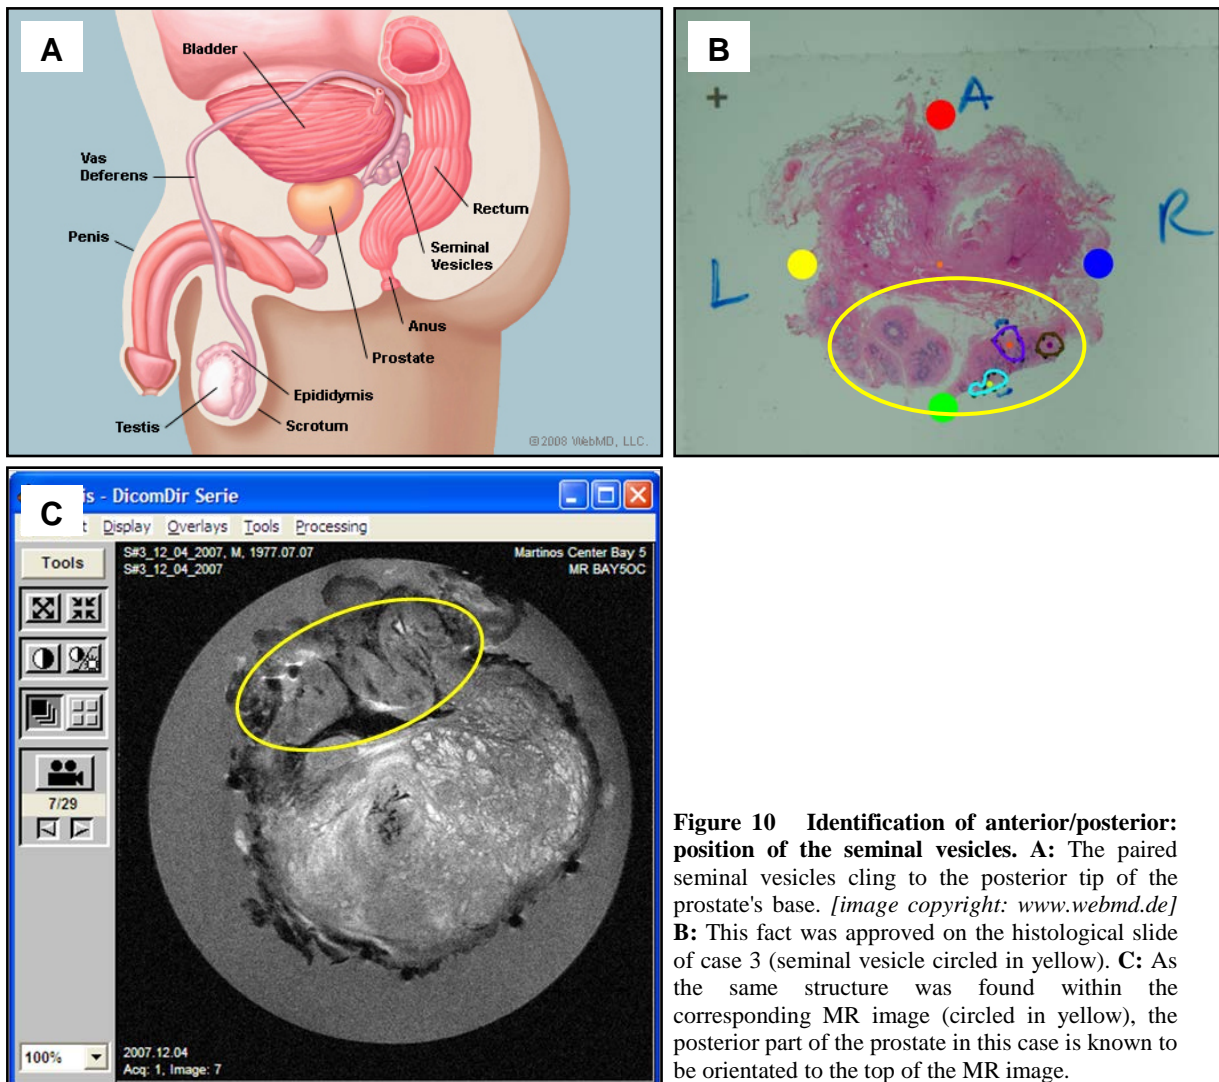 A
Bladder
Vas
Deferens
Penis
Rectum
Seminal
Vesicles
Anus
Prostate
Epididymis
Testis
Scrotum
©2008 WebMD, LLC.
B
A
L
R
C
- DicomDir Serie
Display Overlays Tools Processing
Tools
S#3_12_04_2007, M, 1977.07.07
S#3_12_04_2007
Martinos Center Bay 5
MR BAY5OC
7/29
100%
2007.12.04
Acq: 1, Image: 7
Figure 10 Identification of anterior/posterior:
position of the seminal vesicles. A: The paired
seminal vesicles cling to the posterior tip of the
prostate's base. [image copyright: www.webmd.de]
B: This fact was approved on the histological slide
of case 3 (seminal vesicle circled in yellow). C: As
the same structure was found within the
corresponding MR image (circled in yellow), the
posterior part of the prostate in this case is known to
be orientated to the top of the MR image.